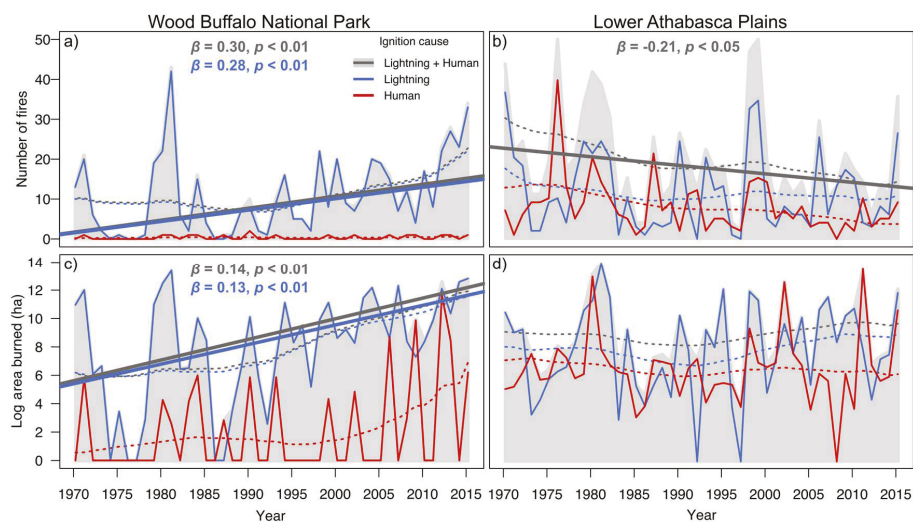 Wood Buffalo National Park
Lower Athabasca Plains
a)
β = 0.30, p < 0.01
β = 0.28, p < 0.01
Ignition cause
Lightning + Human
Lightning
Human
b)
β = -0.21, p < 0.05
Number of fires
50
40
30
20
10
0
c)
β = 0.14, p < 0.01
β = 0.13, p < 0.01
d)
Log area burned (ha)
14
12
10
8
6
4
2
0
1970 1975 1980 1985 1990 1995 2000 2005 2010 2015
1970 1975 1980 1985 1990 1995 2000 2005 2010 2015
Year
Year